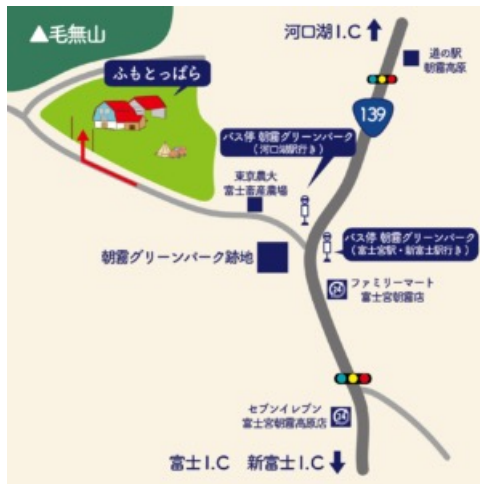 ▲毛無山
河口湖I.C
道の駅
朝霧高原
ふもとっぱら
139
バス停 朝霧グリーンパーク
(河口湖駅行き)
東京農大
富士畜産農場
バス停 朝霧グリーンパーク
(富士宮駅・新富士駅行き)
朝霧グリーンパーク跡地
24
ファミリーマート
富士宮朝霧店
セブンイレブン
富士宮朝霧高原店
24
富士I.C 新富士I.C